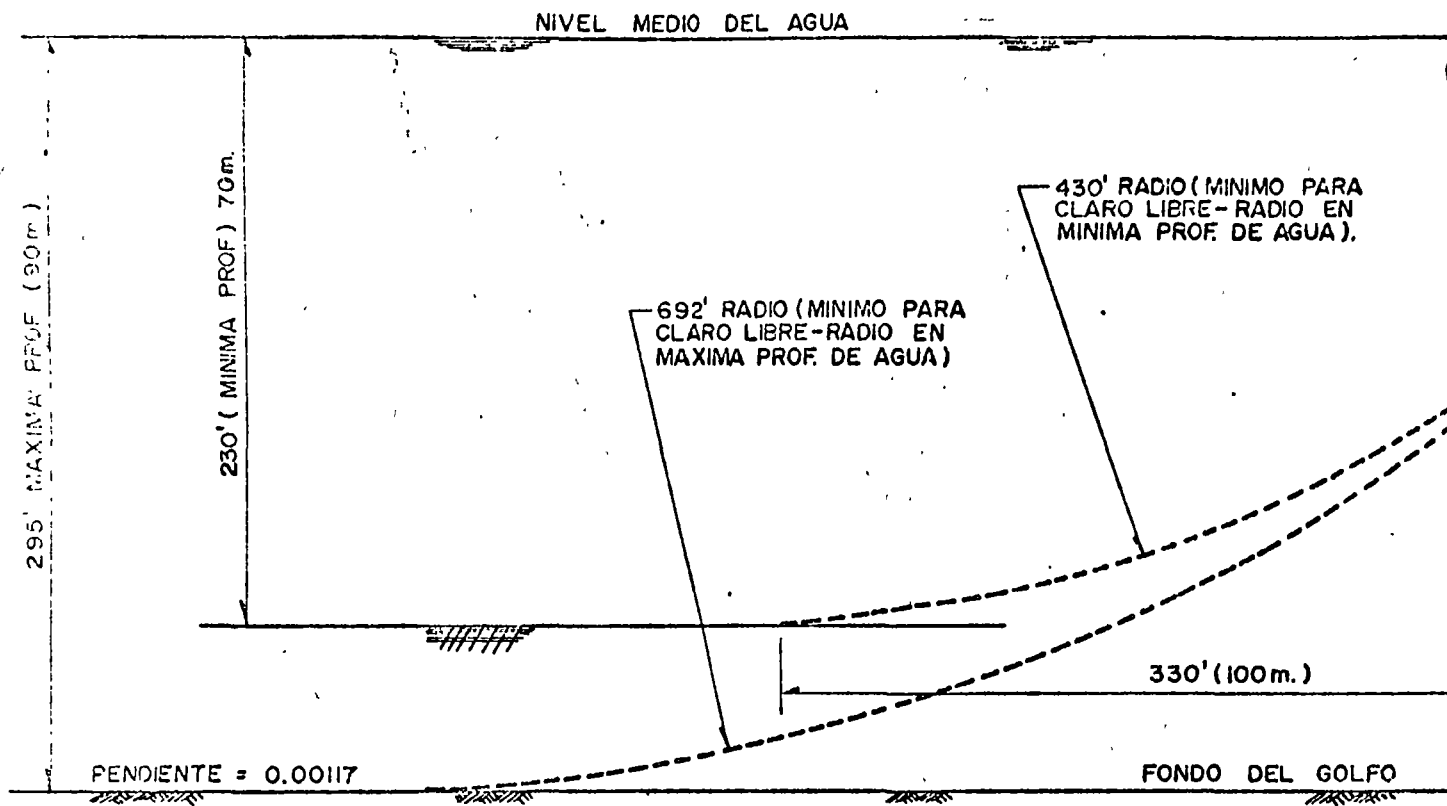 NIVEL MEDIO DEL AGUA
295' MAXIMA PROF (90m)
230' ( MINIMA PROF) 70m.
430' RADIO ( MINIMO PARA
CLARO LIBRE-RADIO EN
MINIMA PROF. DE AGUA).
692' RADIO ( MINIMO PARA
CLARO LIBRE-RADIO EN
MAXIMA PROF. DE AGUA)
330' (100m.)
PENDIENTE = 0.00117
FONDO DEL GOLFO